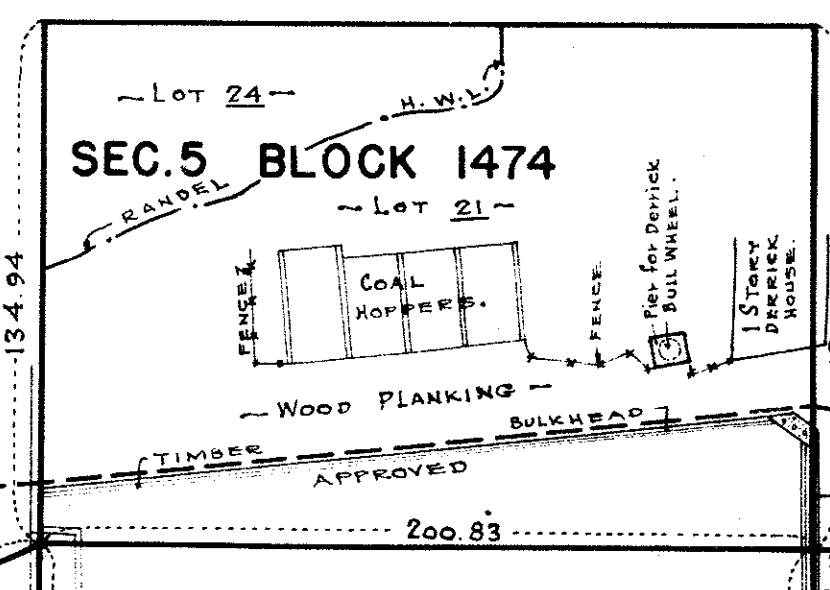 ~ LOT 24 ~
H. W. L.
SEC. 5 BLOCK 1474
RANDEL
~ LOT 21 ~
134.94
FENCE
COAL
HOPPERS.
FENCE
Pier for Derrick
BULL WHEEL.
1 STORY
DERRICK
HOUSE.
~ WOOD PLANKING ~
TIMBER BULKHEAD
APPROVED
200.83